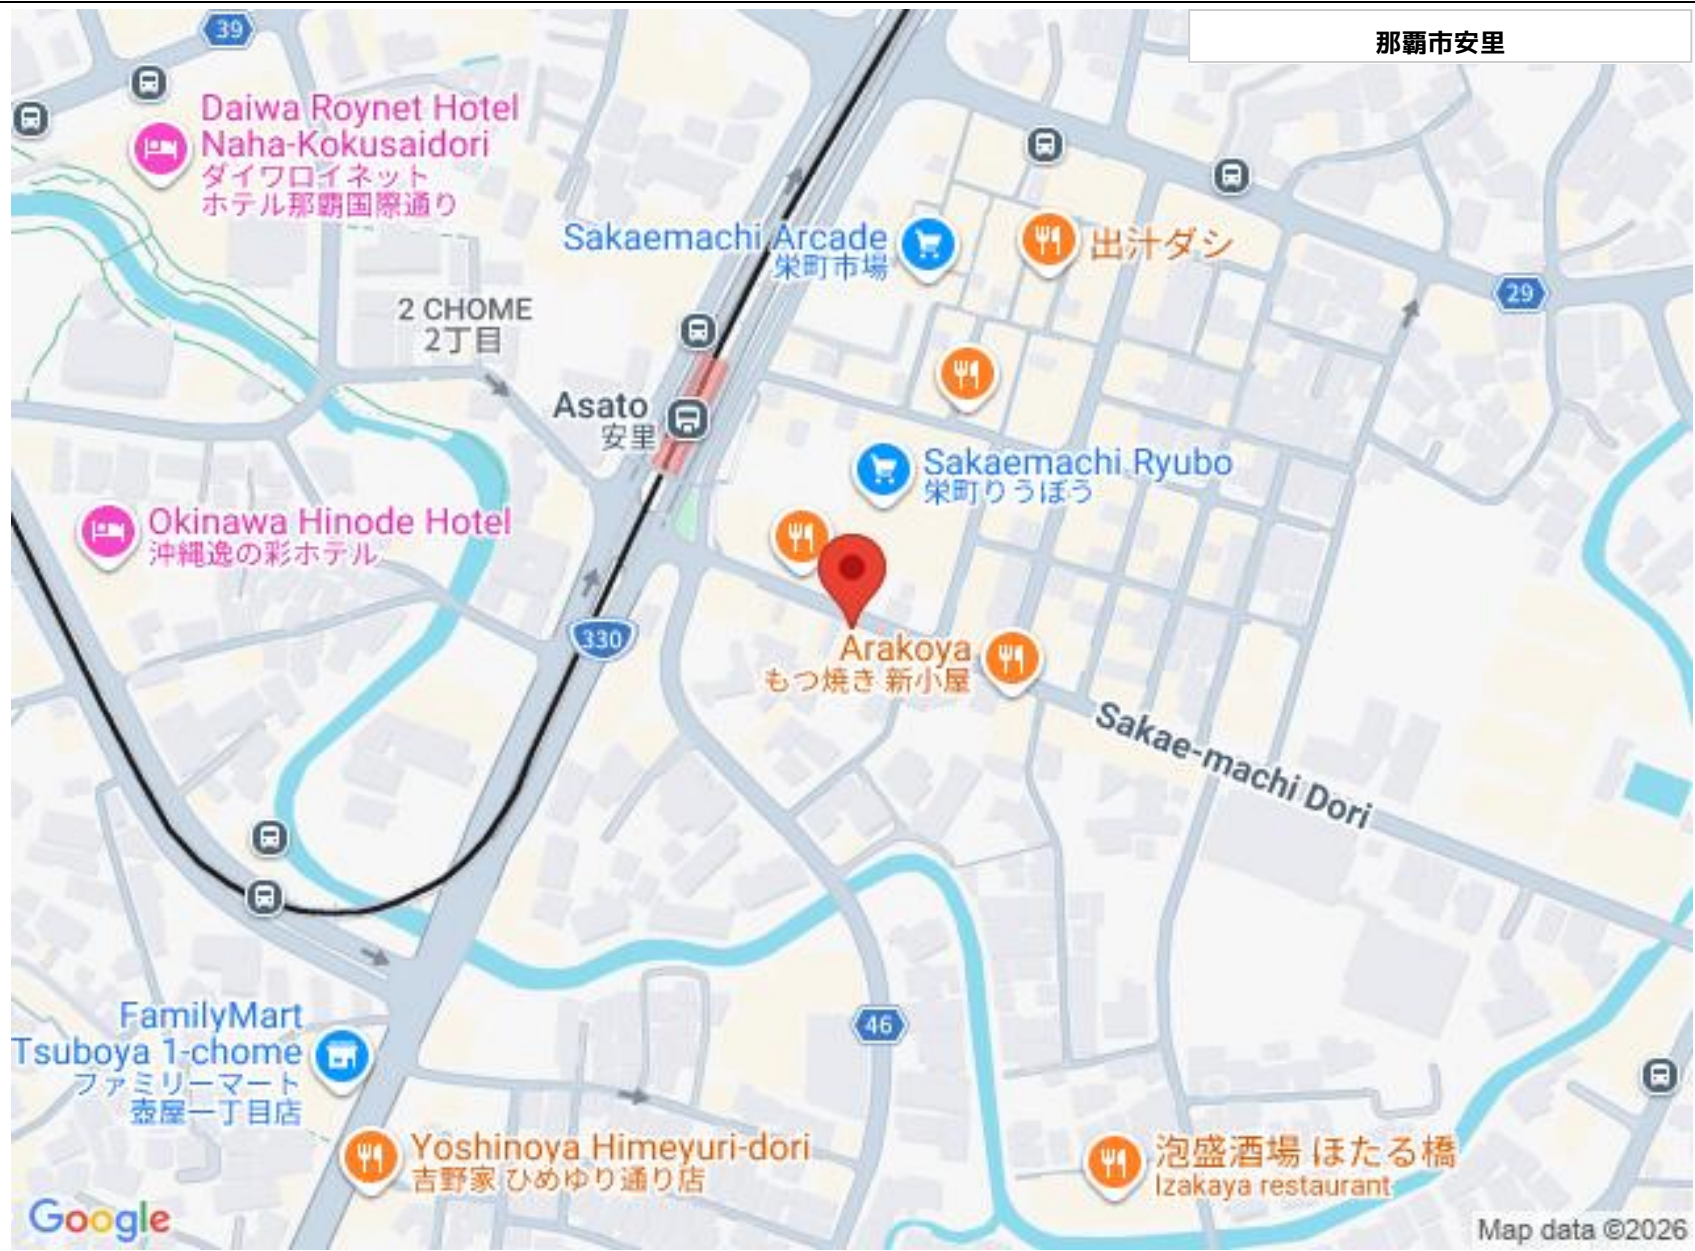 那覇市安里
39
Daiwa Roynet Hotel
Naha-Kokusaidori
ダイワロイネット
ホテル那覇国際通り
Sakaemachi Arcade
栄町市場
出汁ダシ
29
2 CHOME
2丁目
Asato
安里
Sakaemachi Ryubo
栄町りうぼう
Okinawa Hinode Hotel
沖縄逸の彩ホテル
330
Arakoya
もつ焼き 新小屋
Sakae-machi Dori
FamilyMart
Tsuboya 1-chome
ファミリーマート
壺屋一丁目店
46
Yoshinoya Himeyuri-dori
吉野家 ひめゆり通り店
泡盛酒場 ほたる橋
Izakaya restaurant
Google
Map data ©2026